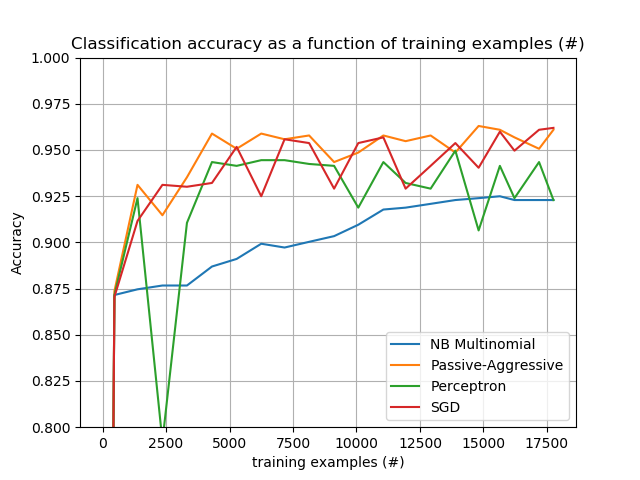 Classification accuracy as a function of training examples (#)
1.000
0.975
0.950
0.925
0.900
0.875
0.850
0.825
0.800
Accuracy
NB Multinomial
Passive-Aggressive
Perceptron
SGD
0 2500 5000 7500 10000 12500 15000 17500
training examples (#)